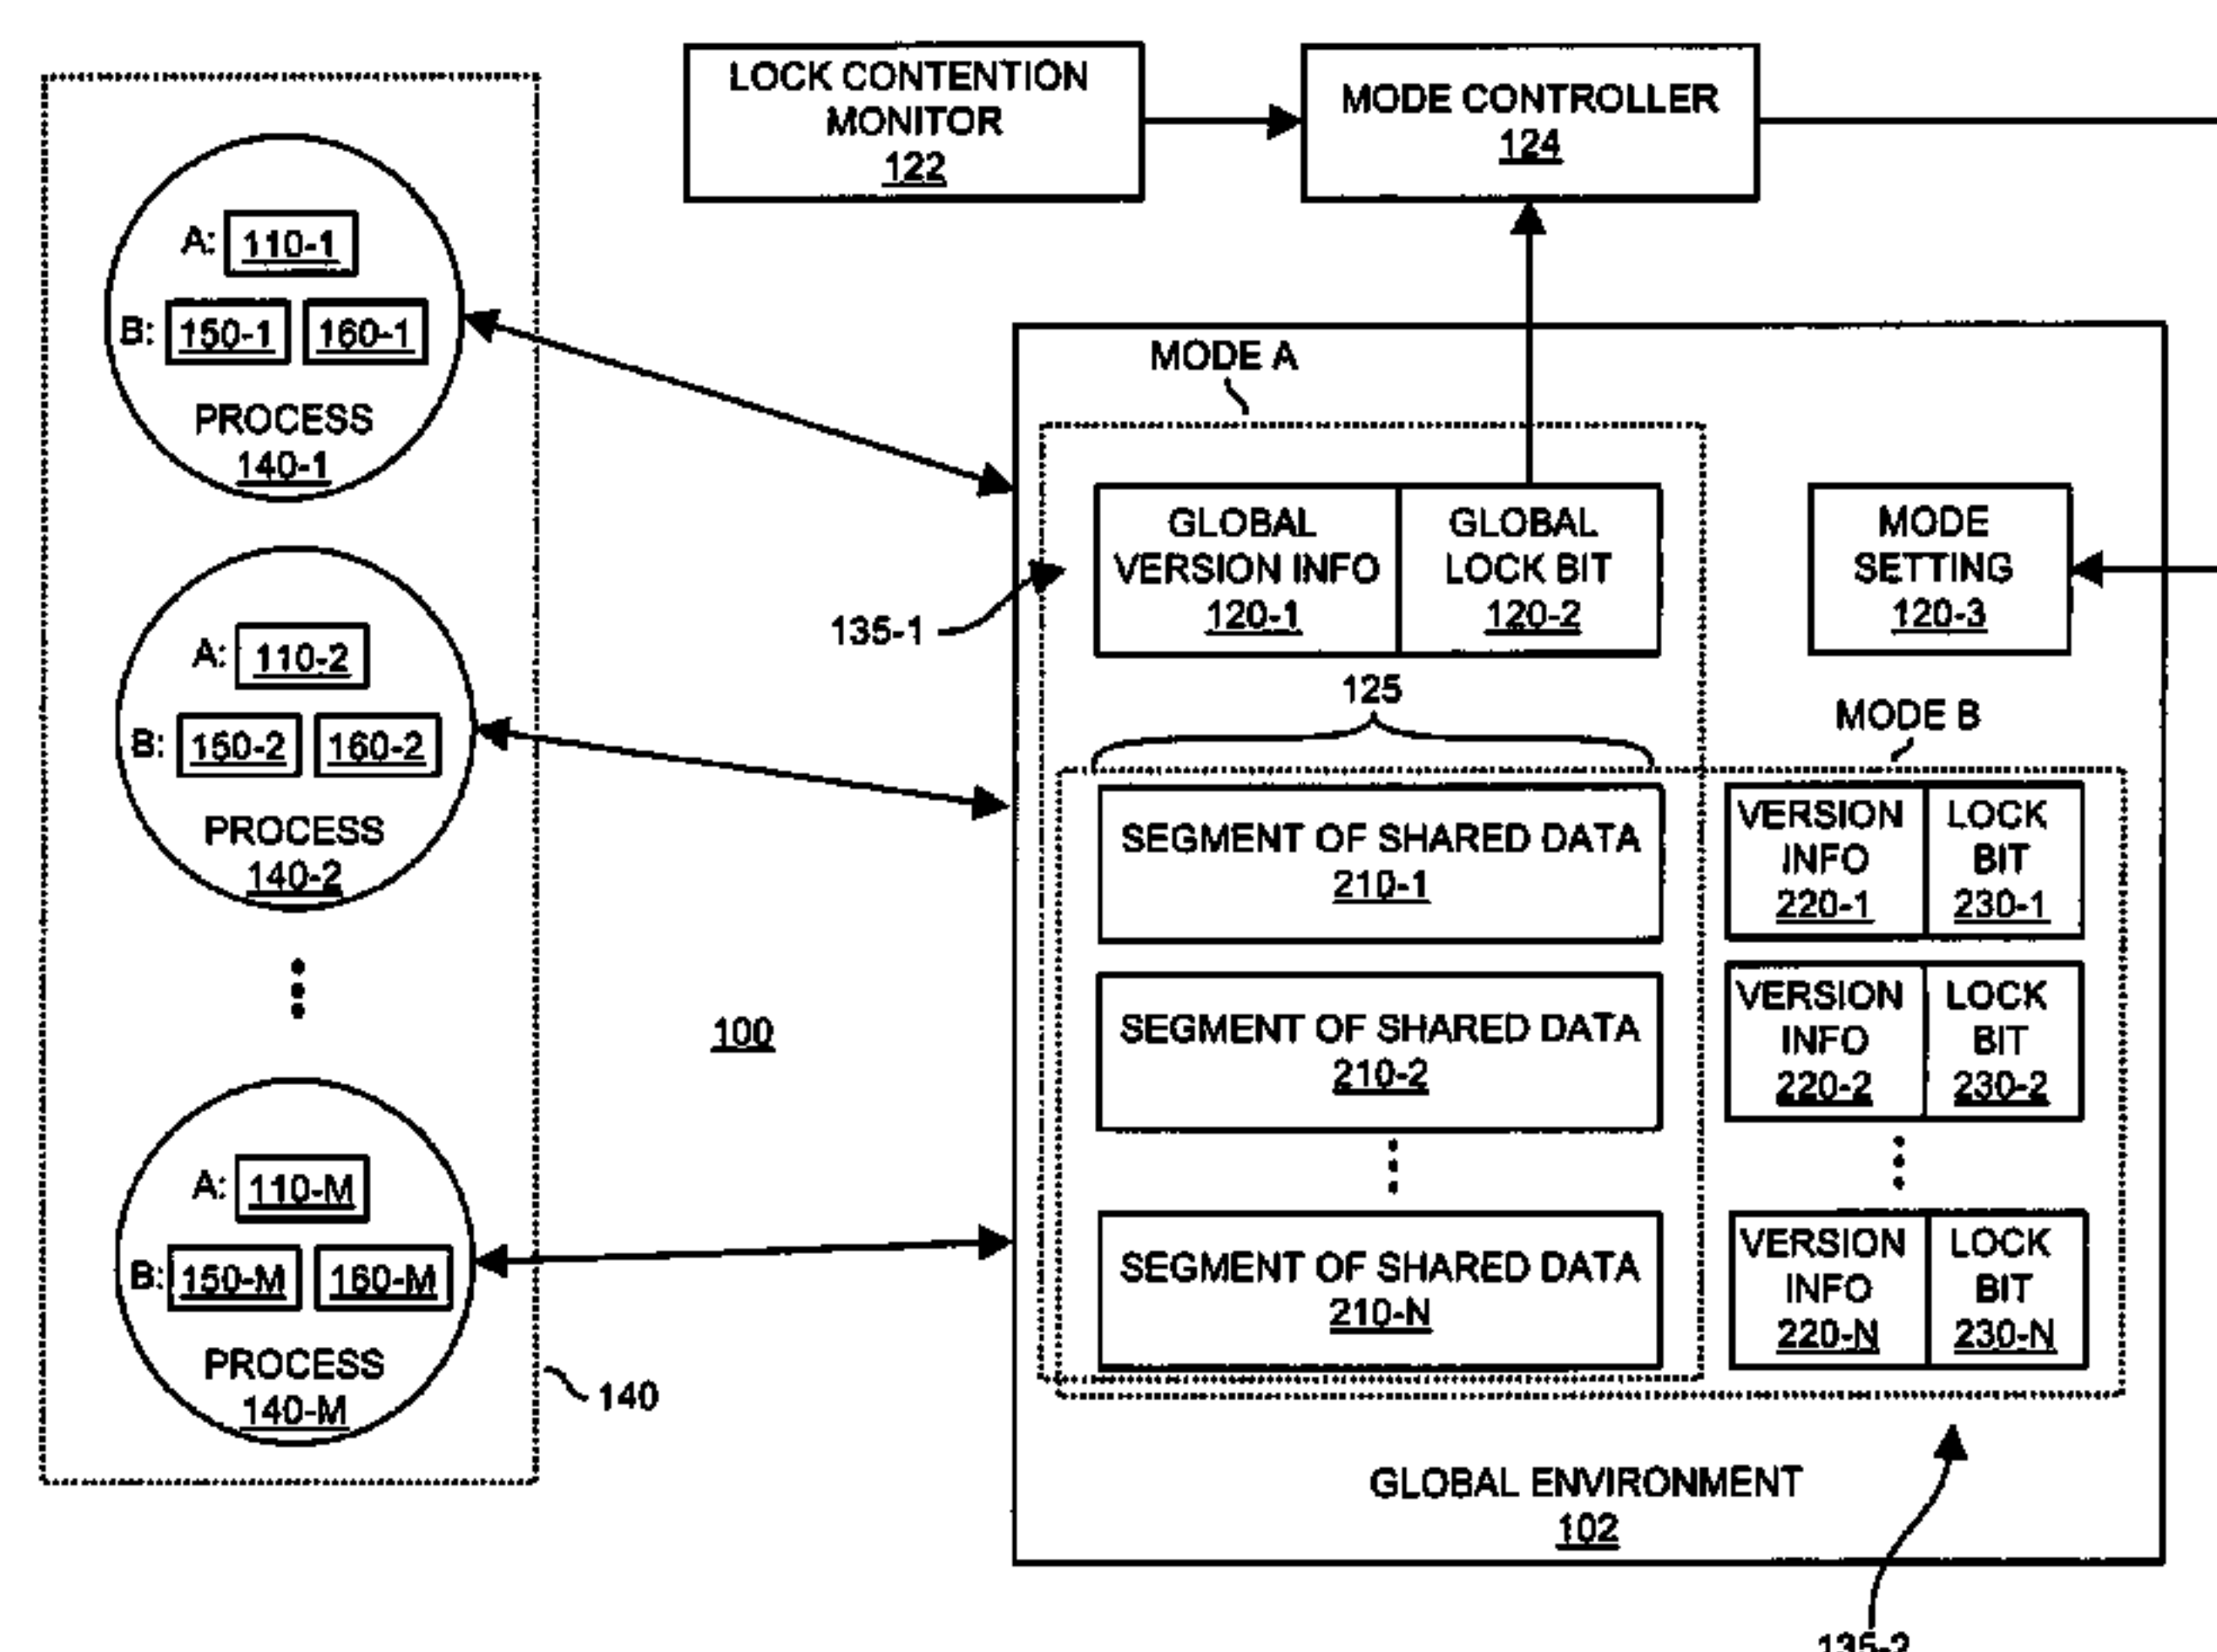 LOCK CONTENTION
MONITOR
122
MODE CONTROLLER
124
A: 110-1
B: 150-1 160-1
PROCESS
140-1
A: 110-2
B: 150-2 160-2
PROCESS
140-2
A: 110-M
B: 150-M 160-M
PROCESS
140-M
140
100
MODE A
GLOBAL
VERSION INFO
120-1
GLOBAL
LOCK BIT
120-2
MODE
SETTING
120-3
135-1
125
MODE B
SEGMENT OF SHARED DATA
210-1
VERSION
INFO
220-1
LOCK
BIT
230-1
SEGMENT OF SHARED DATA
210-2
VERSION
INFO
220-2
LOCK
BIT
230-2
SEGMENT OF SHARED DATA
210-N
VERSION
INFO
220-N
LOCK
BIT
230-N
GLOBAL ENVIRONMENT
102
135-2